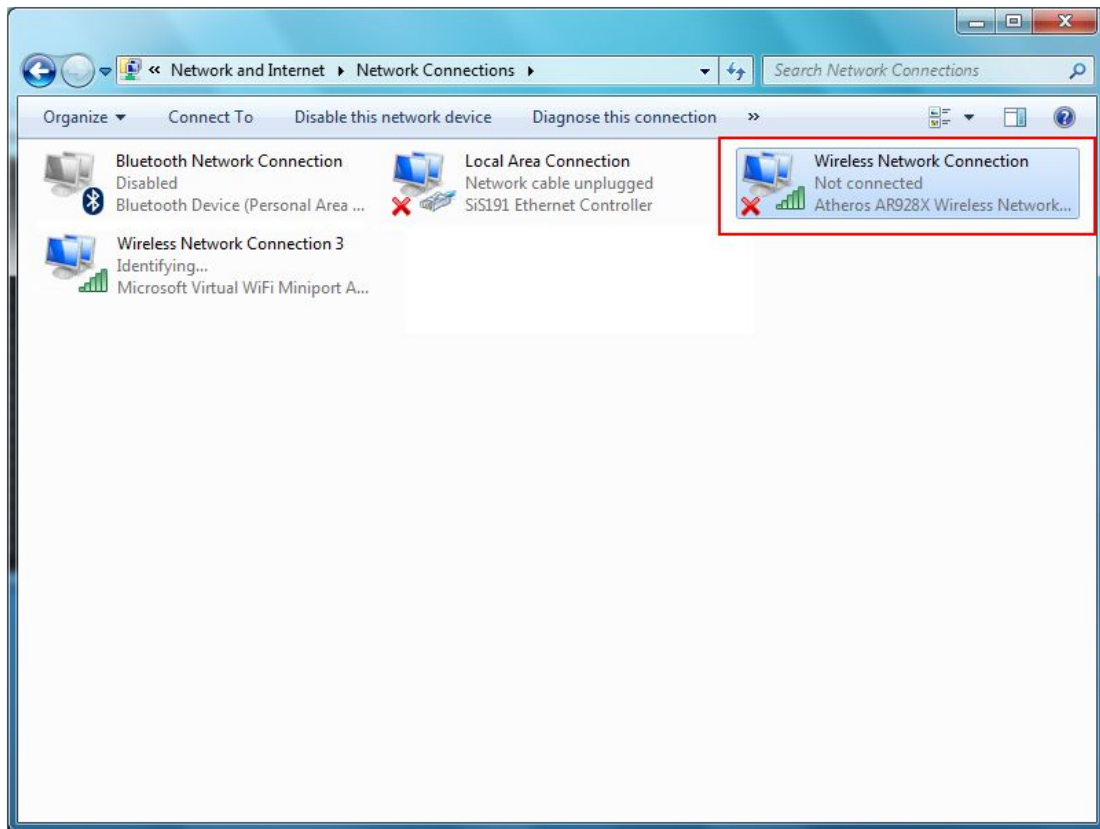 « Network and Internet ▸ Network Connections ▸
Search Network Connections
Organize ▾ Connect To Disable this network device Diagnose this connection »
Bluetooth Network Connection
Disabled
Bluetooth Device (Personal Area ...
Local Area Connection
Network cable unplugged
SiS191 Ethernet Controller
Wireless Network Connection
Not connected
Atheros AR928X Wireless Network...
Wireless Network Connection 3
Identifying...
Microsoft Virtual WiFi Miniport A...